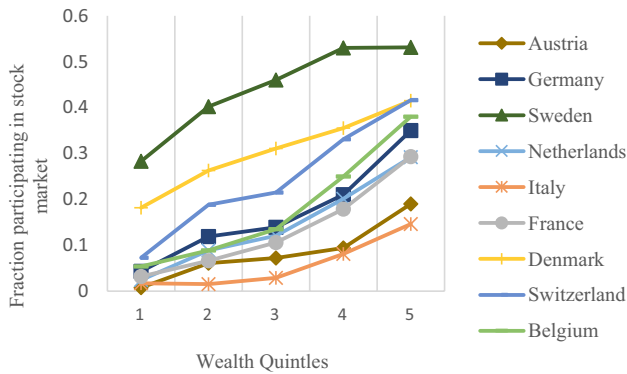 Fraction participating in stock
market
0.6
0.5
0.4
0.3
0.2
0.1
0
1 2 3 4 5
Wealth Quintles
Austria
Germany
Sweden
Netherlands
Italy
France
Denmark
Switzerland
Belgium